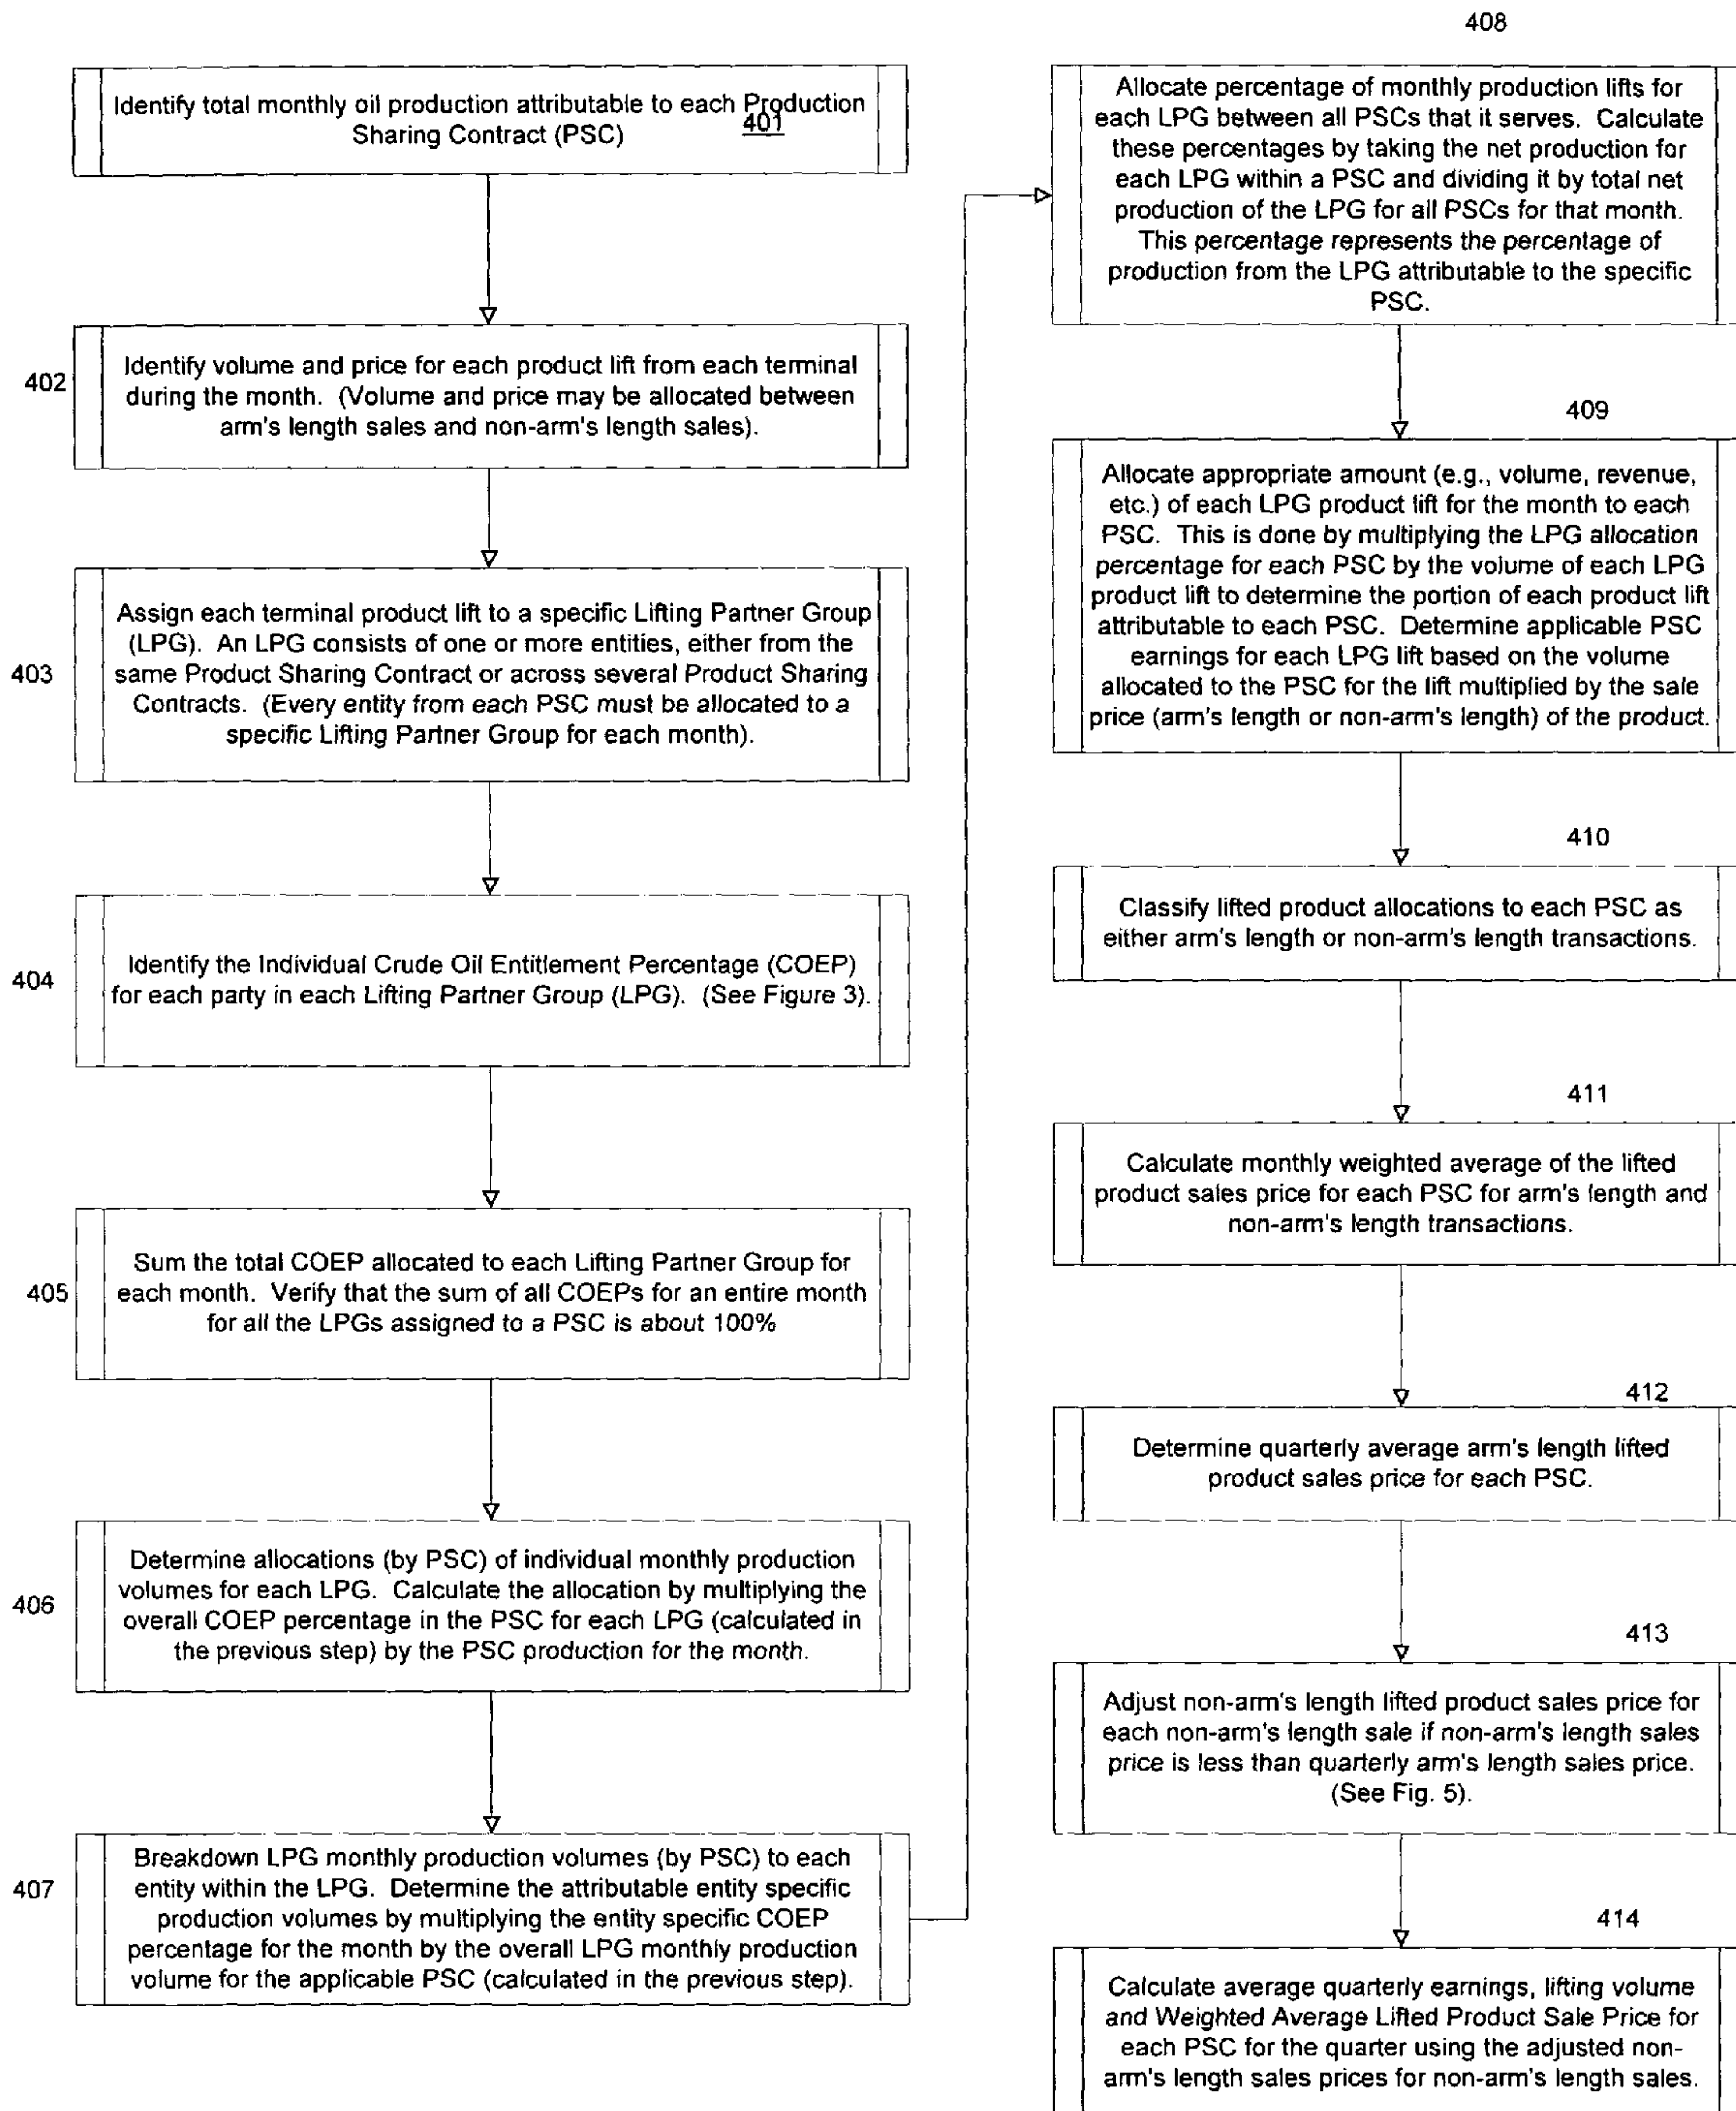 Identify total monthly oil production attributable to each Production
Sharing Contract (PSC)
401
402
Identify volume and price for each product lift from each terminal
during the month. (Volume and price may be allocated between
arm's length sales and non-arm's length sales).
403
Assign each terminal product lift to a specific Lifting Partner Group
(LPG). An LPG consists of one or more entities, either from the
same Product Sharing Contract or across several Product Sharing
Contracts. (Every entity from each PSC must be allocated to a
specific Lifting Partner Group for each month).
404
Identify the Individual Crude Oil Entitlement Percentage (COEP)
for each party in each Lifting Partner Group (LPG). (See Figure 3).
405
Sum the total COEP allocated to each Lifting Partner Group for
each month. Verify that the sum of all COEPs for an entire month
for all the LPGs assigned to a PSC is about 100%
406
Determine allocations (by PSC) of individual monthly production
volumes for each LPG. Calculate the allocation by multiplying the
overall COEP percentage in the PSC for each LPG (calculated in
the previous step) by the PSC production for the month.
407
Breakdown LPG monthly production volumes (by PSC) to each
entity within the LPG. Determine the attributable entity specific
production volumes by multiplying the entity specific COEP
percentage for the month by the overall LPG monthly production
volume for the applicable PSC (calculated in the previous step).
408
Allocate percentage of monthly production lifts for
each LPG between all PSCs that it serves. Calculate
these percentages by taking the net production for
each LPG within a PSC and dividing it by total net
production of the LPG for all PSCs for that month.
This percentage represents the percentage of
production from the LPG attributable to the specific
PSC.
409
Allocate appropriate amount (e.g., volume, revenue,
etc.) of each LPG product lift for the month to each
PSC. This is done by multiplying the LPG allocation
percentage for each PSC by the volume of each LPG
product lift to determine the portion of each product lift
attributable to each PSC. Determine applicable PSC
earnings for each LPG lift based on the volume
allocated to the PSC for the lift multiplied by the sale
price (arm's length or non-arm's length) of the product.
410
Classify lifted product allocations to each PSC as
either arm's length or non-arm's length transactions.
411
Calculate monthly weighted average of the lifted
product sales price for each PSC for arm's length and
non-arm's length transactions.
412
Determine quarterly average arm's length lifted
product sales price for each PSC.
413
Adjust non-arm's length lifted product sales price for
each non-arm's length sale if non-arm's length sales
price is less than quarterly arm's length sales price.
(See Fig. 5).
414
Calculate average quarterly earnings, lifting volume
and Weighted Average Lifted Product Sale Price for
each PSC for the quarter using the adjusted non-
arm's length sales prices for non-arm's length sales.